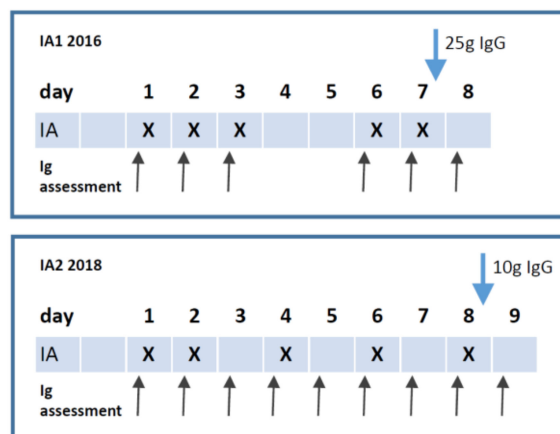 IA1 2016
25g IgG
day 1 2 3 4 5 6 7 8
IA X X X X X
Ig
assessment
IA2 2018
10g IgG
day 1 2 3 4 6 7 8 9
IA X X X X X
Ig
assessment